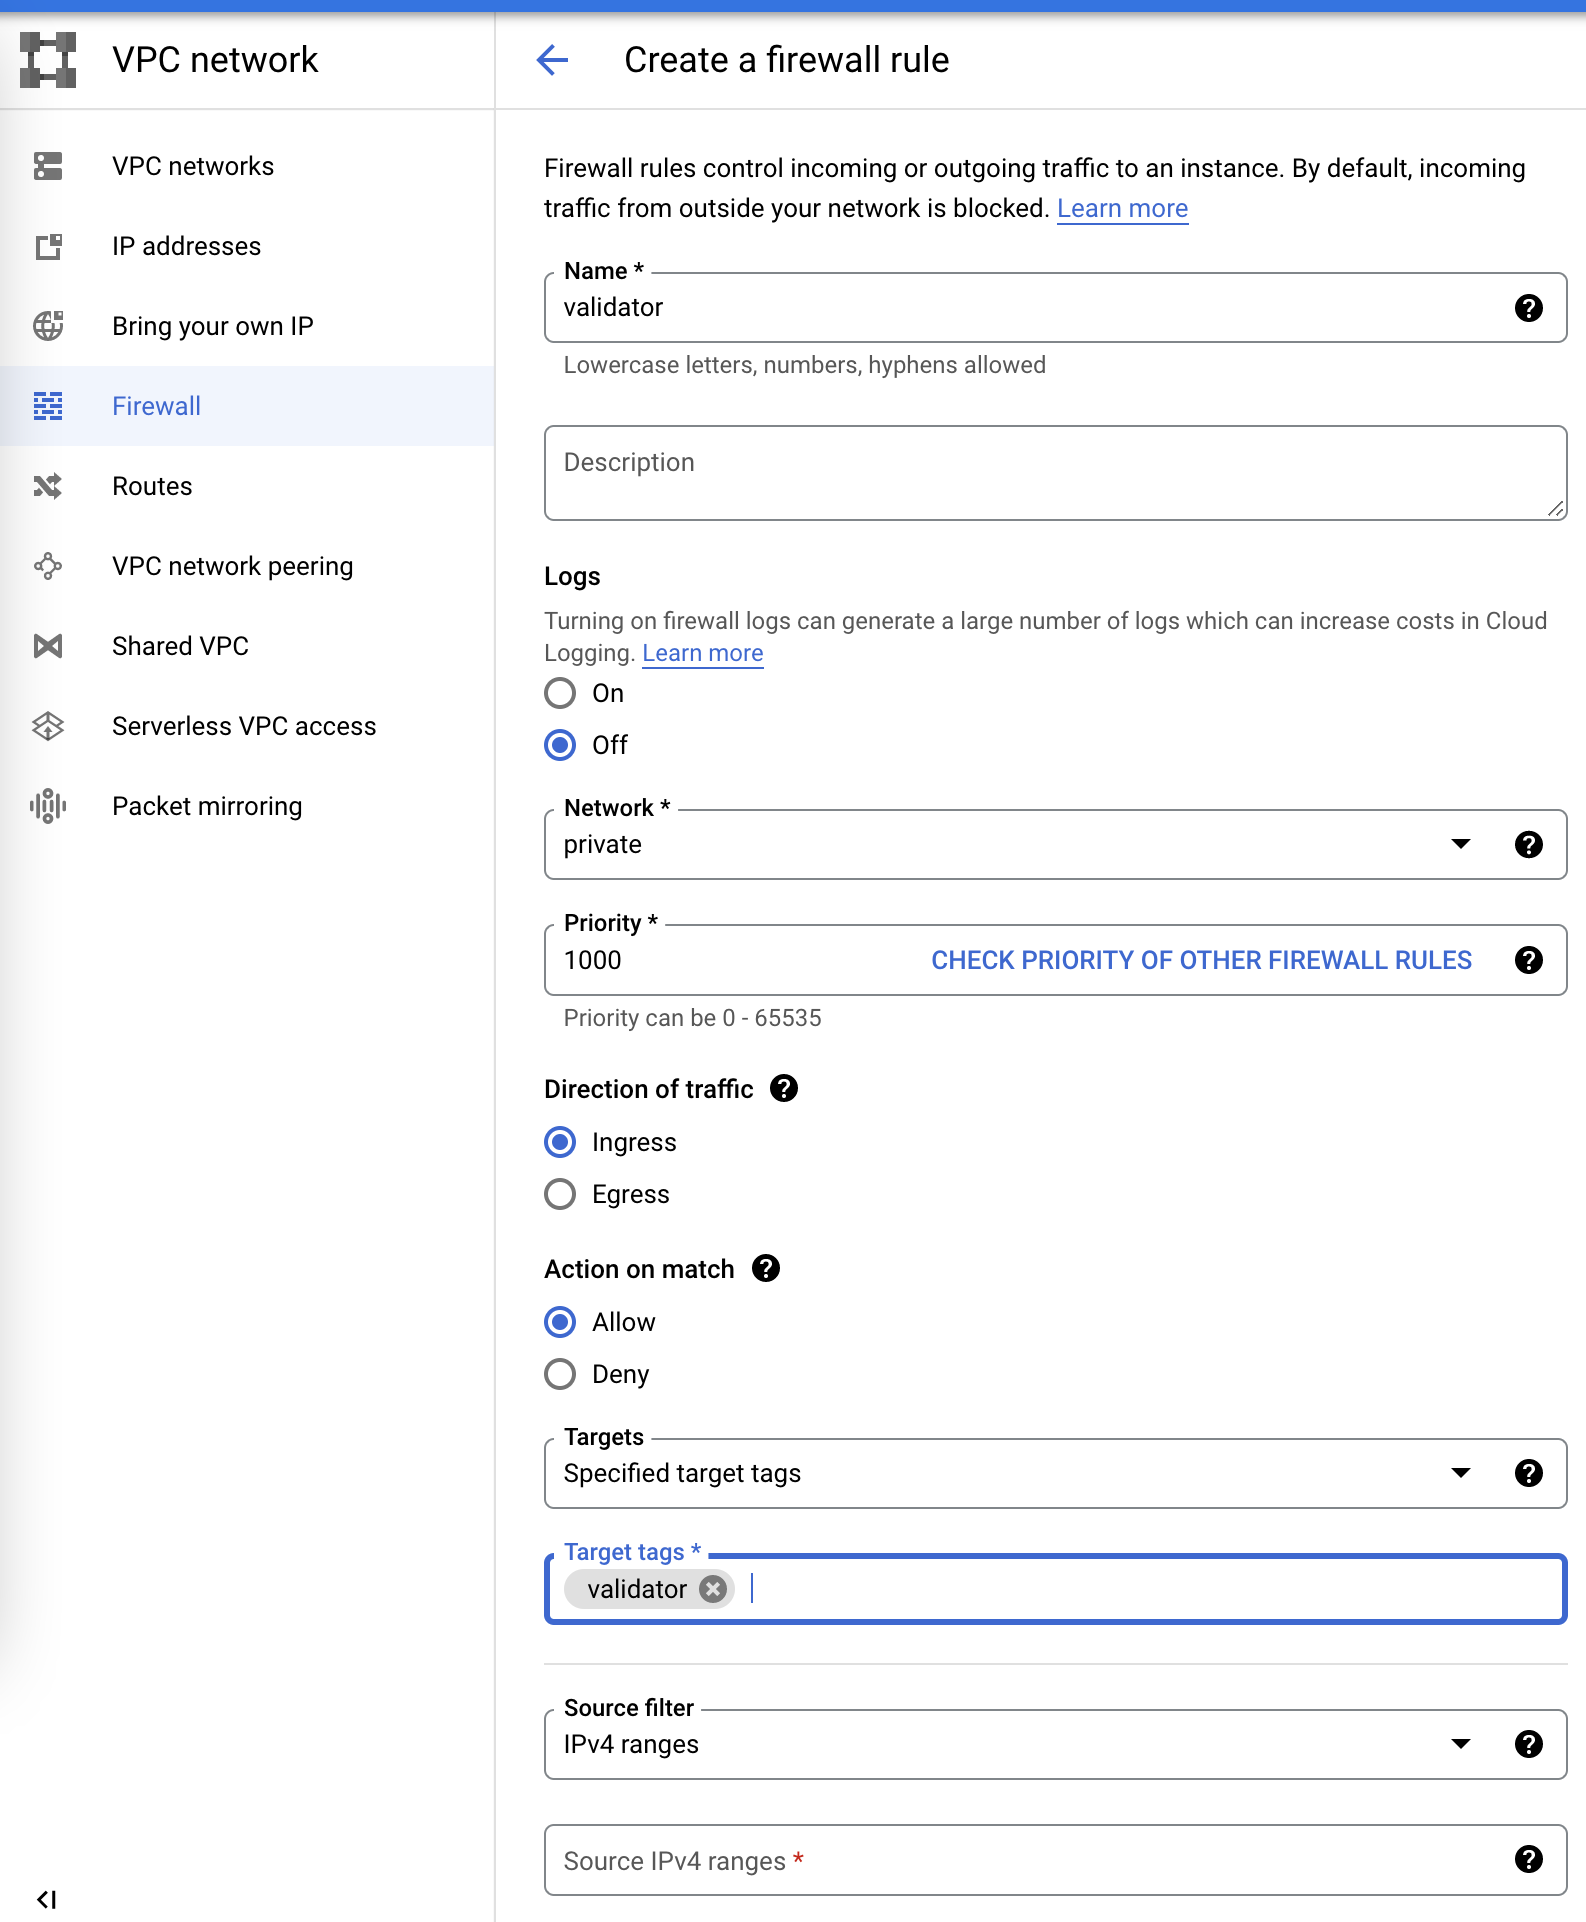 VPC network
VPC networks
IP addresses
Bring your own IP
Firewall
Routes
VPC network peering
Shared VPC
Serverless VPC access
Packet mirroring
Create a firewall rule
Firewall rules control incoming or outgoing traffic to an instance. By default, incoming
traffic from outside your network is blocked. Learn more
Name *
validator
Lowercase letters, numbers, hyphens allowed
Description
Logs
Turning on firewall logs can generate a large number of logs which can increase costs in Cloud
Logging. Learn more
On
Off
Network *
private
Priority *
1000 CHECK PRIORITY OF OTHER FIREWALL RULES
Priority can be 0 - 65535
Direction of traffic
Ingress
Egress
Action on match
Allow
Deny
Targets
Specified target tags
Target tags *
validator
Source filter
IPv4 ranges
Source IPv4 ranges *